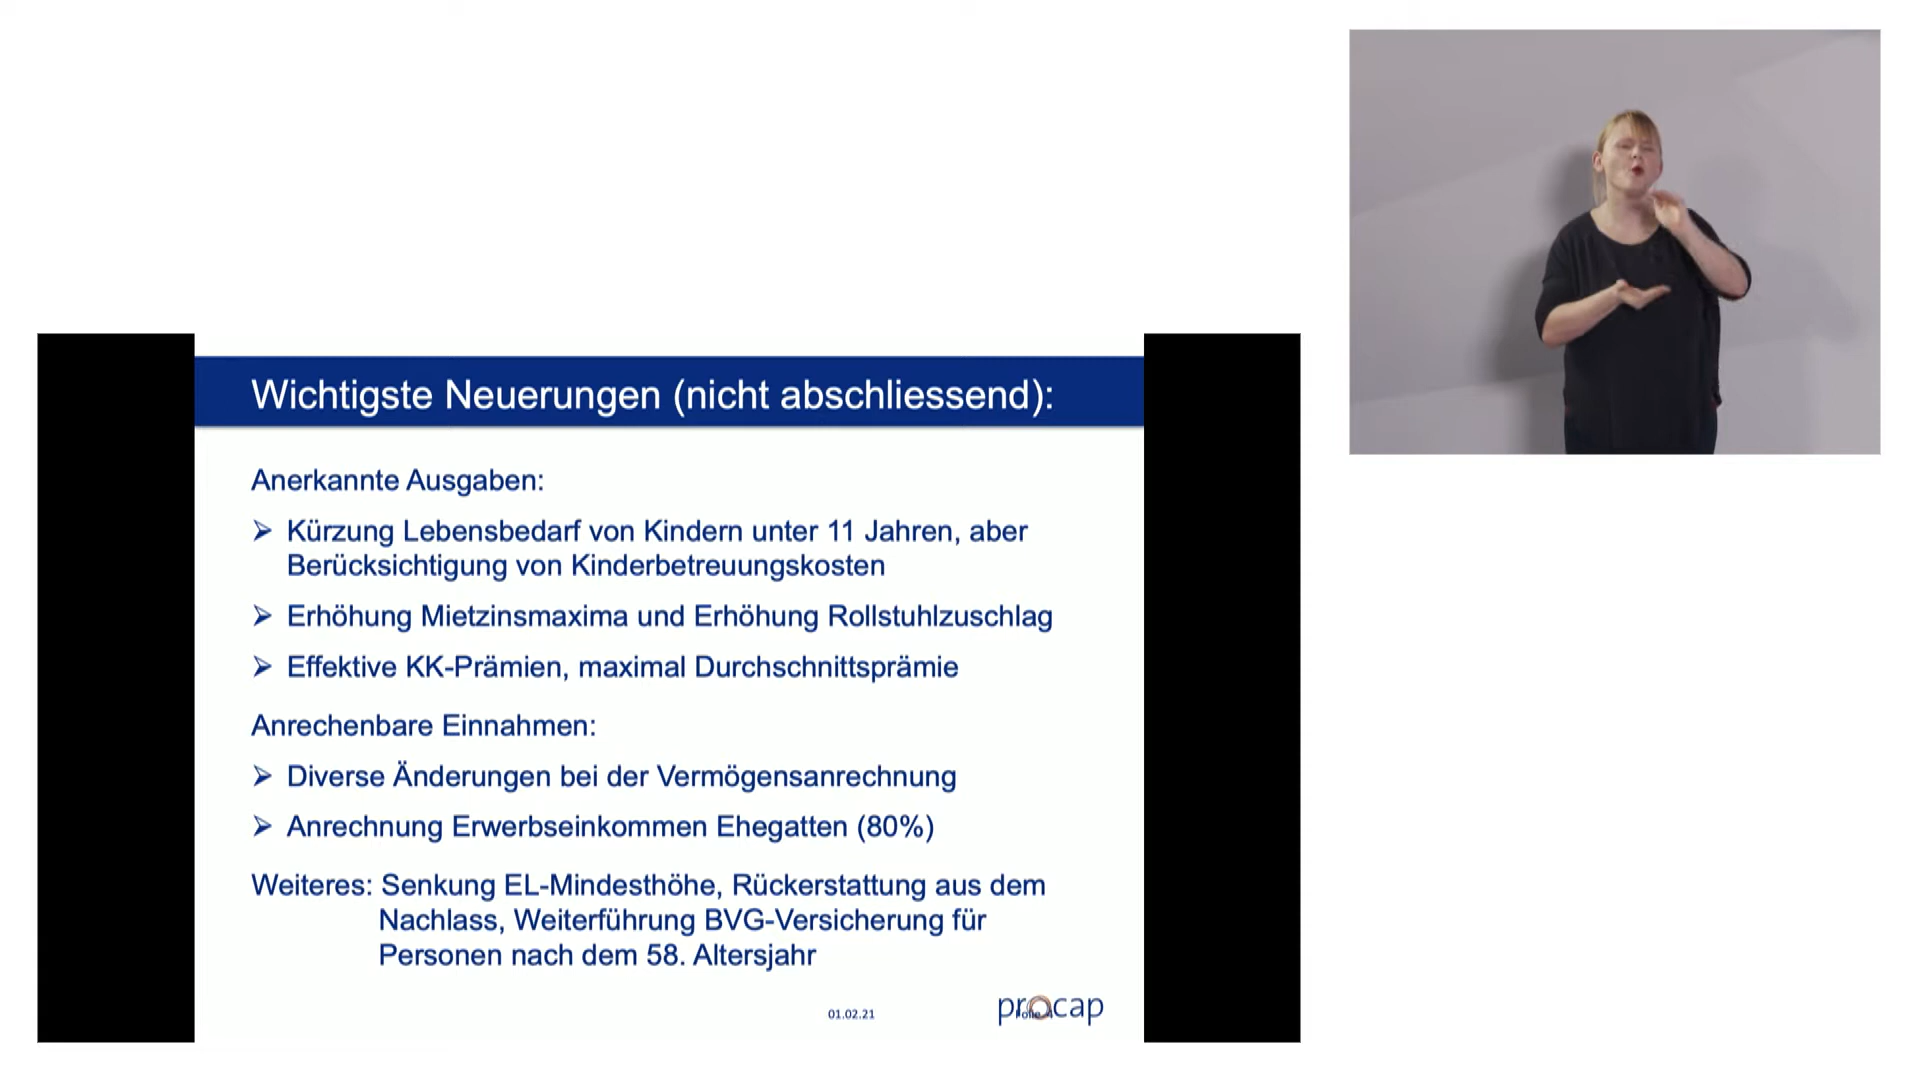 Wichtigste Neuerungen (nicht abschliessend):
Anerkannte Ausgaben:
➢ Kürzung Lebensbedarf von Kindern unter 11 Jahren, aber
Berücksichtigung von Kinderbetreuungskosten
➢ Erhöhung Mietzinsmaxima und Erhöhung Rollstuhlzuschlag
➢ Effektive KK-Prämien, maximal Durchschnittsprämie
Anrechenbare Einnahmen:
➢ Diverse Änderungen bei der Vermögensanrechnung
➢ Anrechnung Erwerbseinkommen Ehegatten (80%)
Weiteres: Senkung EL-Mindesthöhe, Rückerstattung aus dem
Nachlass, Weiterführung BVG-Versicherung für
Personen nach dem 58. Altersjahr
01.02.21
procap